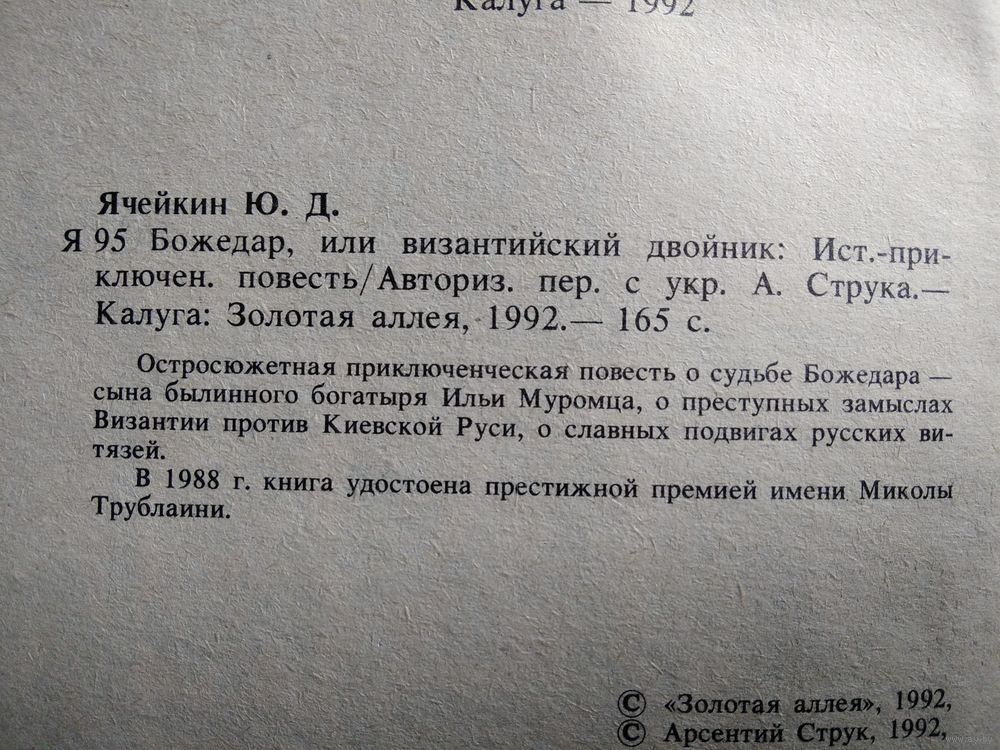 Калуга — 1992
Ячейкин Ю. Д.
Я 95 Божедар, или византийский двойник: Ист.-при-
ключен. повесть/Авториз. пер. с укр. А. Струка.—
Калуга: Золотая аллея, 1992.— 165 с.
Остросюжетная приключенческая повесть о судьбе Божедара —
сына былинного богатыря Ильи Муромца, о преступных замыслах
Византии против Киевской Руси, о славных подвигах русских ви-
тязей.
В 1988 г. книга удостоена престижной премией имени Миколы
Трублаини.
© «Золотая аллея», 1992,
© Арсентий Струк, 1992,